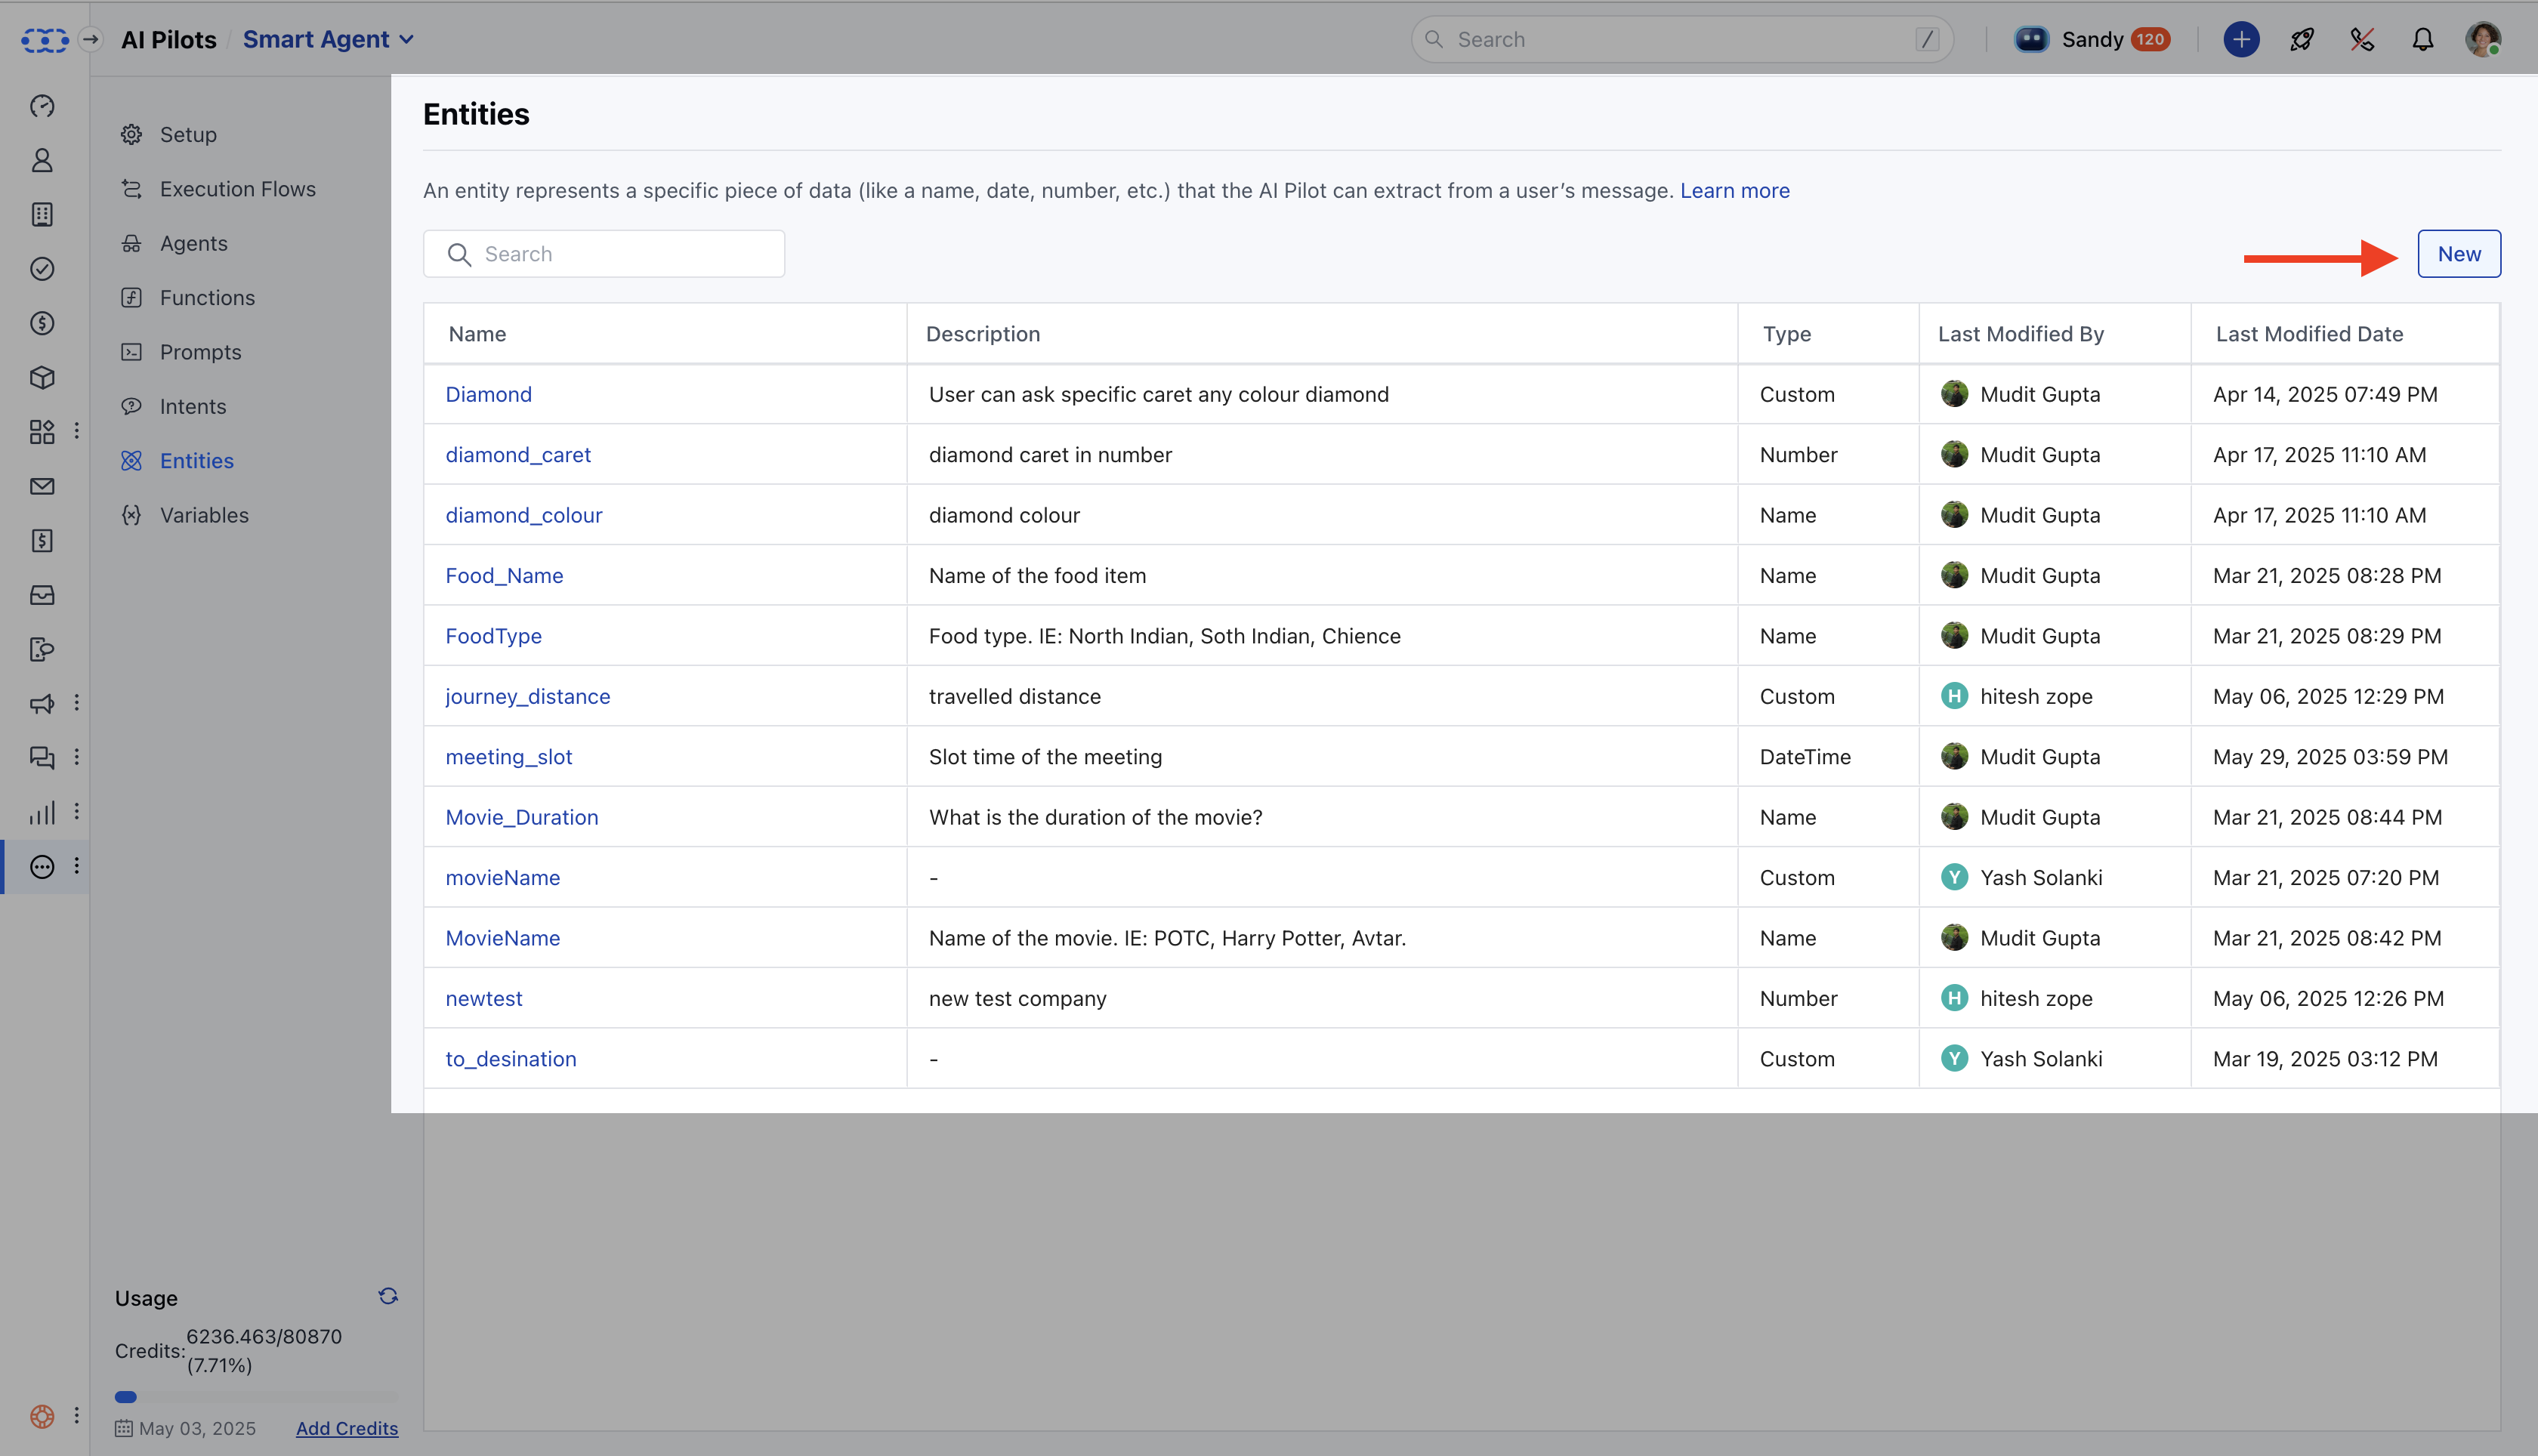 AI Pilots / Smart Agent
Search /
Sandy 120
Setup
Execution Flows
Agents
Functions
Prompts
Intents
Entities
Variables
Entities
An entity represents a specific piece of data (like a name, date, number, etc.) that the AI Pilot can extract from a user’s message. Learn more
Search
New
Name Description Type Last Modified By Last Modified Date
Diamond User can ask specific caret any colour diamond Custom Mudit Gupta Apr 14, 2025 07:49 PM
diamond_caret diamond caret in number Number Mudit Gupta Apr 17, 2025 11:10 AM
diamond_colour diamond colour Name Mudit Gupta Apr 17, 2025 11:10 AM
Food_Name Name of the food item Name Mudit Gupta Mar 21, 2025 08:28 PM
FoodType Food type. IE: North Indian, Soth Indian, Chience Name Mudit Gupta Mar 21, 2025 08:29 PM
journey_distance travelled distance Custom H hitesh zope May 06, 2025 12:29 PM
meeting_slot Slot time of the meeting DateTime Mudit Gupta May 29, 2025 03:59 PM
Movie_Duration What is the duration of the movie? Name Mudit Gupta Mar 21, 2025 08:44 PM
movieName - Custom Y Yash Solanki Mar 21, 2025 07:20 PM
MovieName Name of the movie. IE: POTC, Harry Potter, Avtar. Name Mudit Gupta Mar 21, 2025 08:42 PM
newtest new test company Number H hitesh zope May 06, 2025 12:26 PM
to_desination - Custom Y Yash Solanki Mar 19, 2025 03:12 PM
Usage
Credits: 6236.463/80870
(7.71%)
May 03, 2025 Add Credits